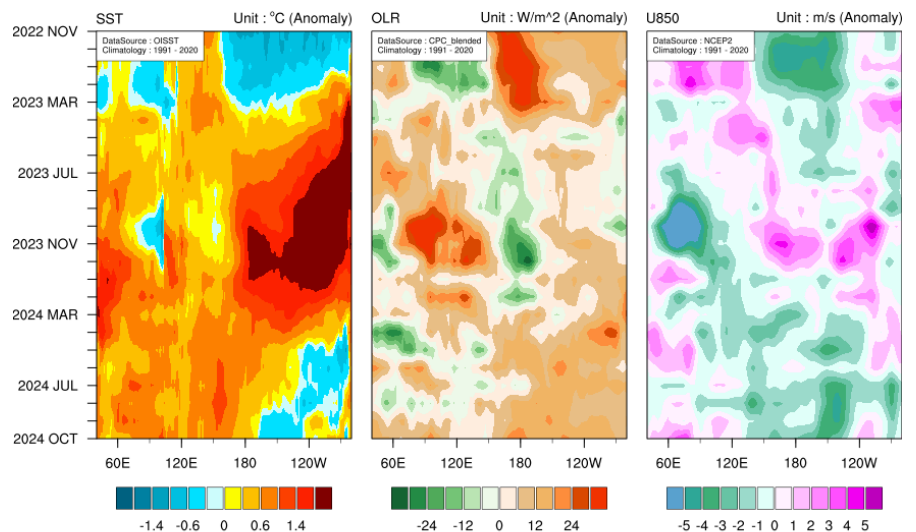 SST Unit : °C (Anomaly)
OLR Unit : W/m^2 (Anomaly)
U850 Unit : m/s (Anomaly)
2022 NOV
2023 MAR
2023 JUL
2023 NOV
2024 MAR
2024 JUL
2024 OCT
DataSource : OISST
Climatology : 1991 - 2020
DataSource : CPC_blended
Climatology : 1991 - 2020
DataSource : NCEP2
Climatology : 1991 - 2020
60E 120E 180 120W
60E 120E 180 120W
60E 120E 180 120W
-1.4 -0.6 0 0.6 1.4
-24 -12 0 12 24
-5 -4 -3 -2 -1 0 1 2 3 4 5